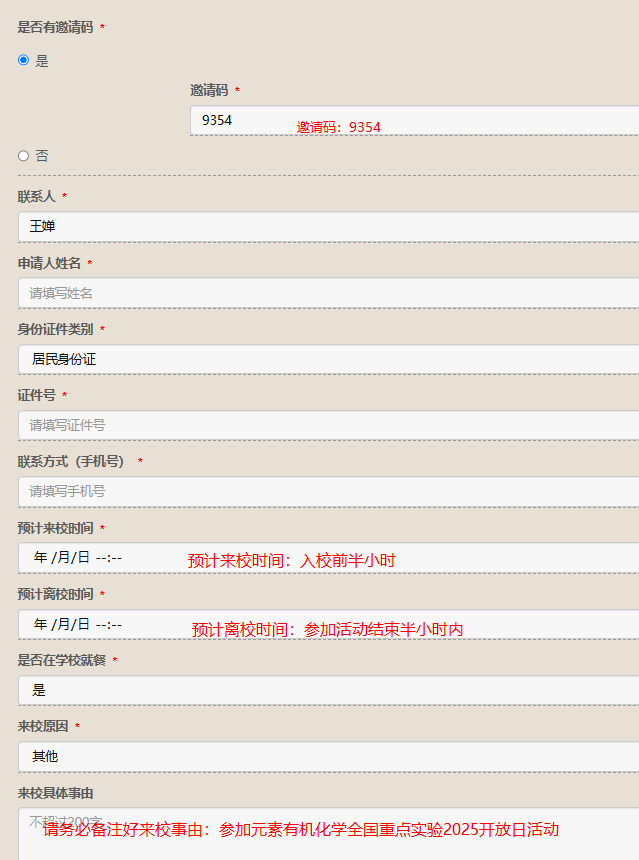 是否有邀请码 *
是
邀请码 *
9354
邀请码：9354
否
联系人 *
王婵
申请人姓名 *
请填写姓名
身份证件类别 *
居民身份证
证件号 *
请填写证件号
联系方式（手机号） *
请填写手机号
预计来校时间 *
年 /月/日 --:--
预计来校时间：入校前半小时
预计离校时间 *
年 /月/日 --:--
预计离校时间：参加活动结束半小时内
是否在学校就餐 *
是
来校原因 *
其他
来校具体事由
不超过200字
请务必备注好来校事由：参加元素有机化学全国重点实验2025开放日活动